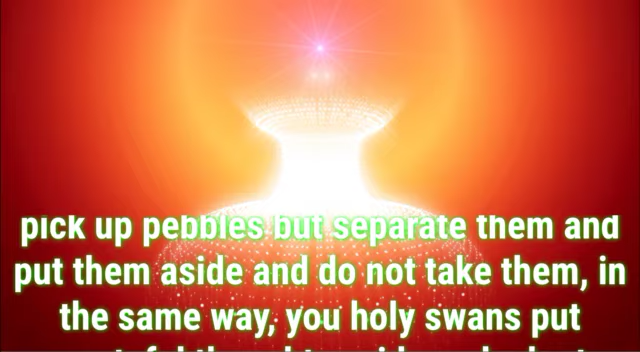 pick up pebbles but separate them and
put them aside and do not take them, in
the same way, you holy swans put